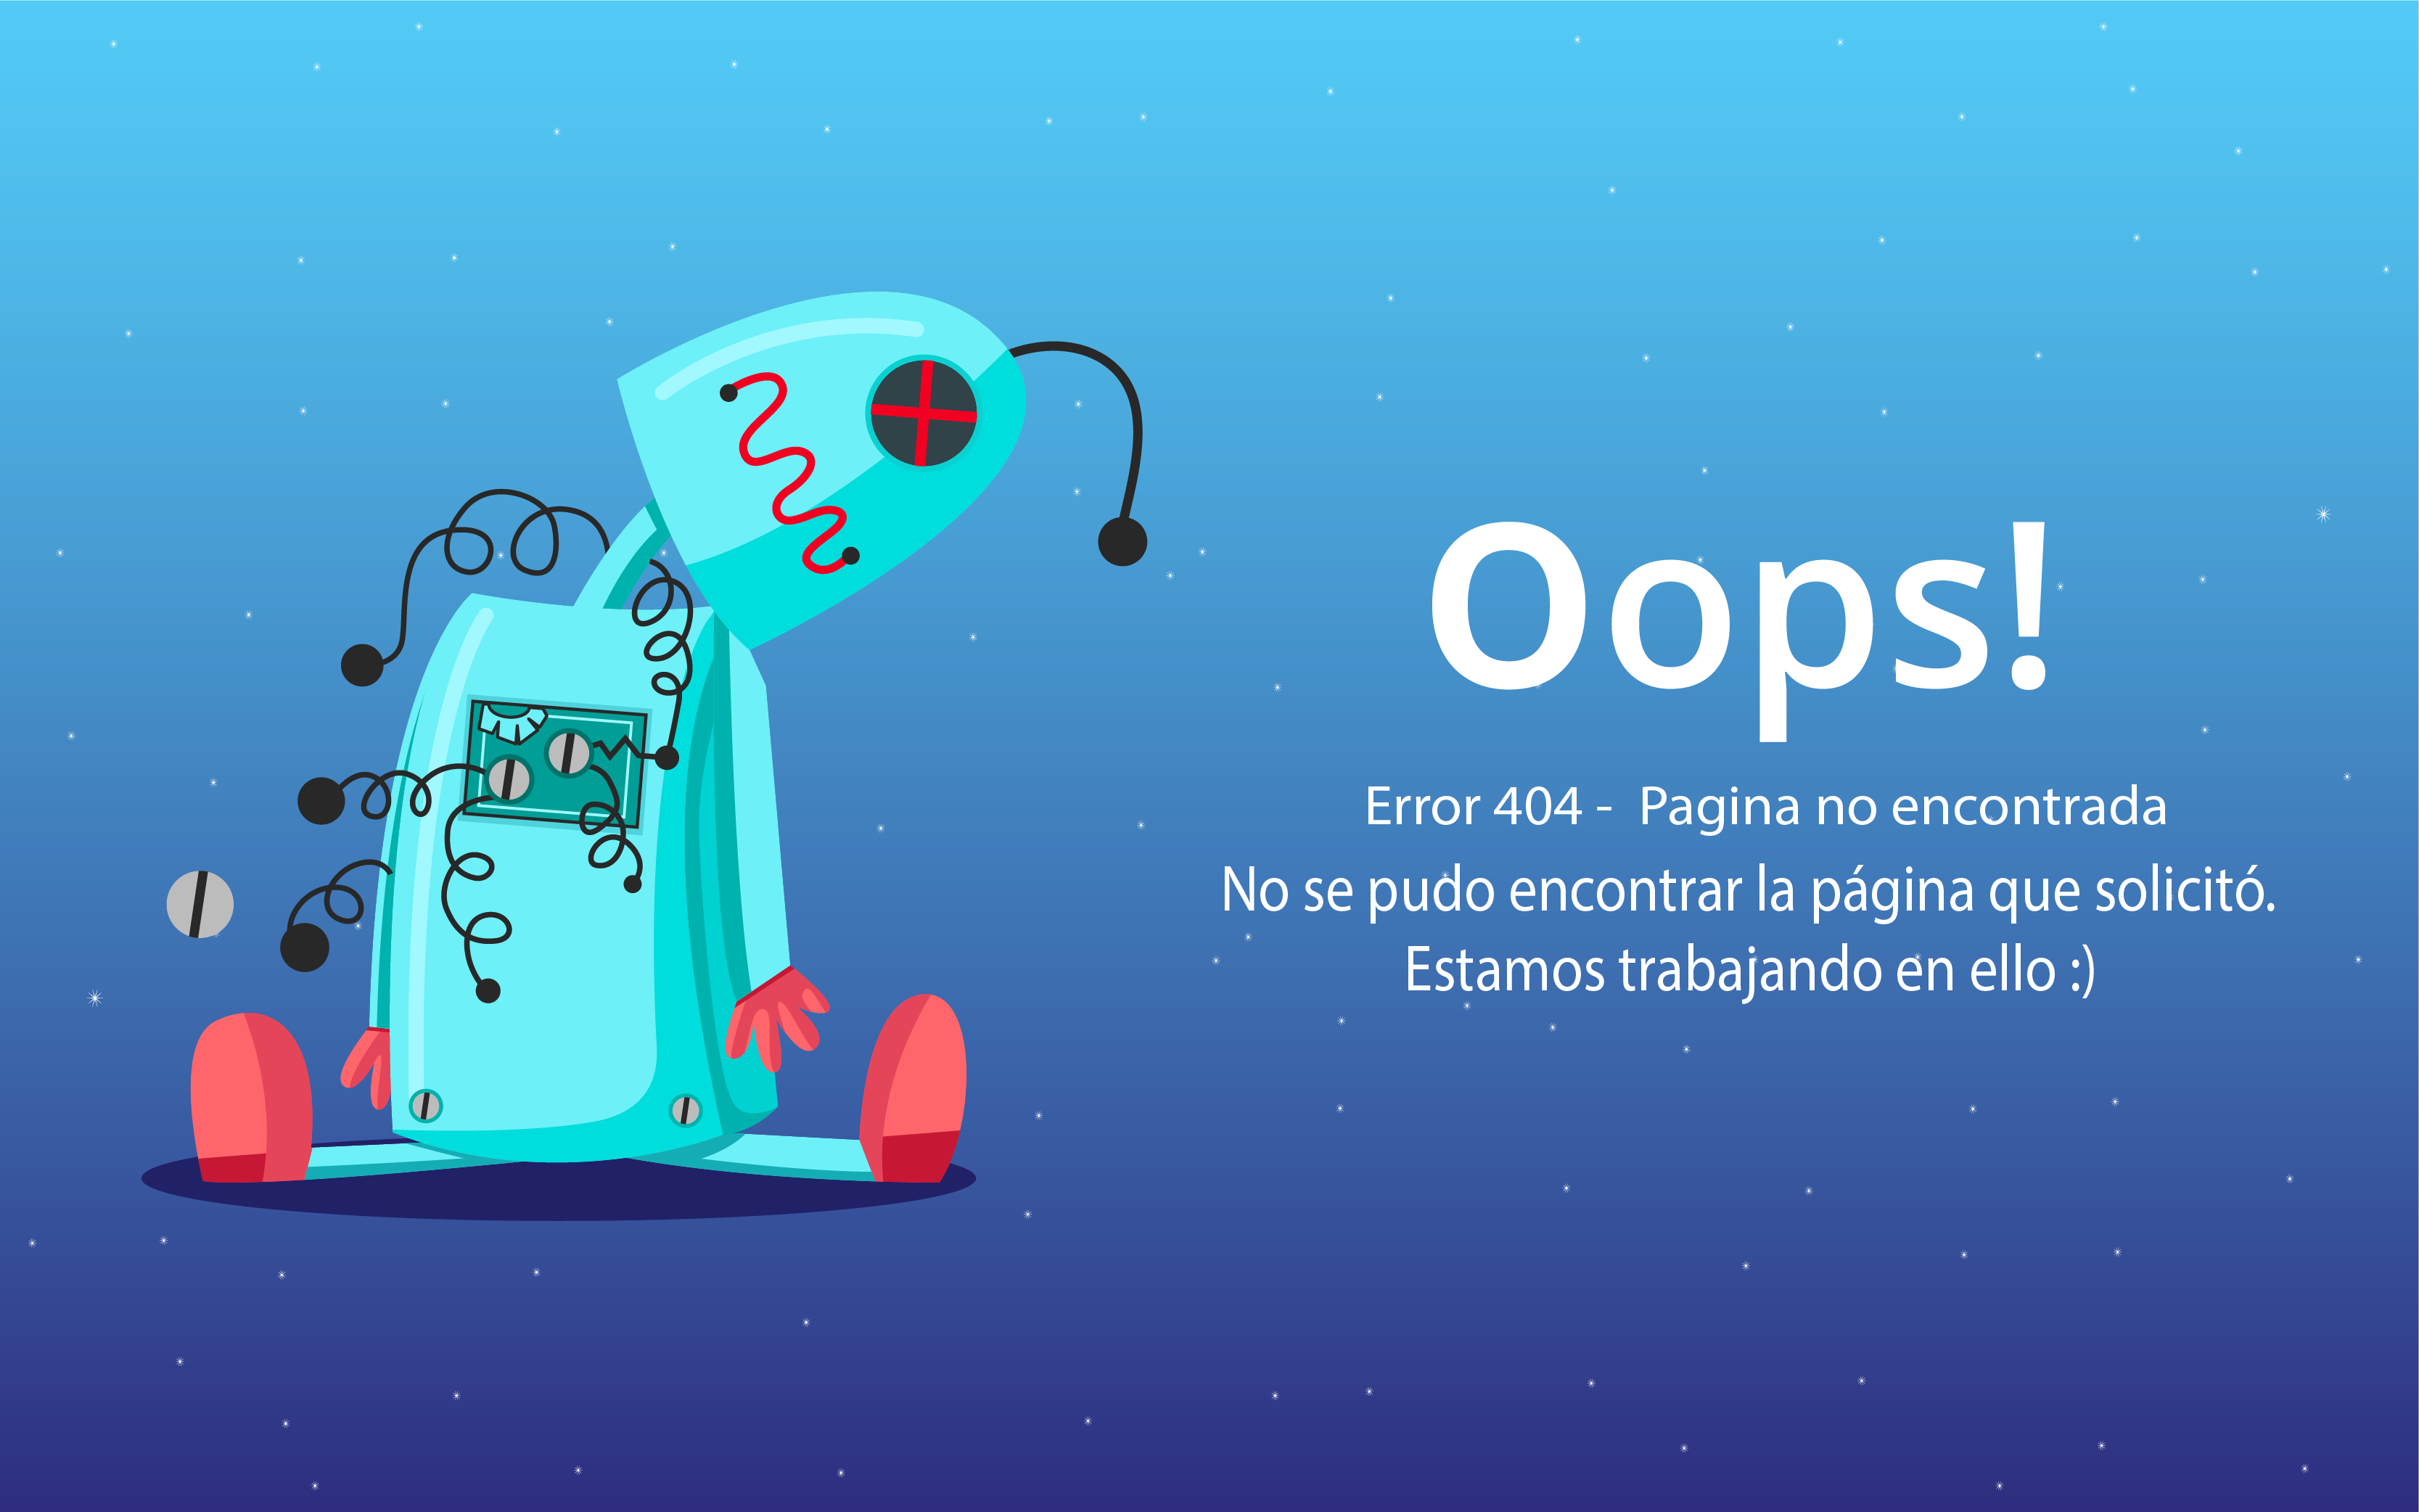 Oops!
Error 404 - Pagina no encontrada
No se pudo encontrar la página que solicitó.
Estamos trabajando en ello :)